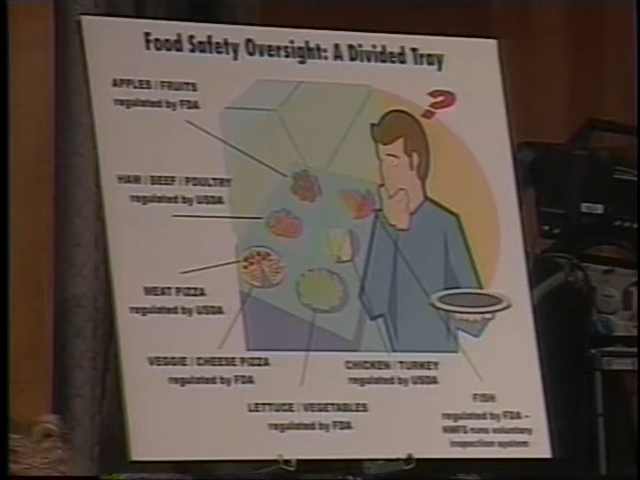 Food Safety Oversight: A Divided Tray
?
APPLES / FRUITS
regulated by FDA
HAM / BEEF / POULTRY
regulated by USDA
MEAT PIZZA
regulated by USDA
VEGGIE / CHEESE PIZZA
regulated by FDA
CHICKEN / TURKEY
regulated by USDA
LETTUCE / VEGETABLES
regulated by FDA
FISH
regulated by FDA –
NMFS runs voluntary
inspection system